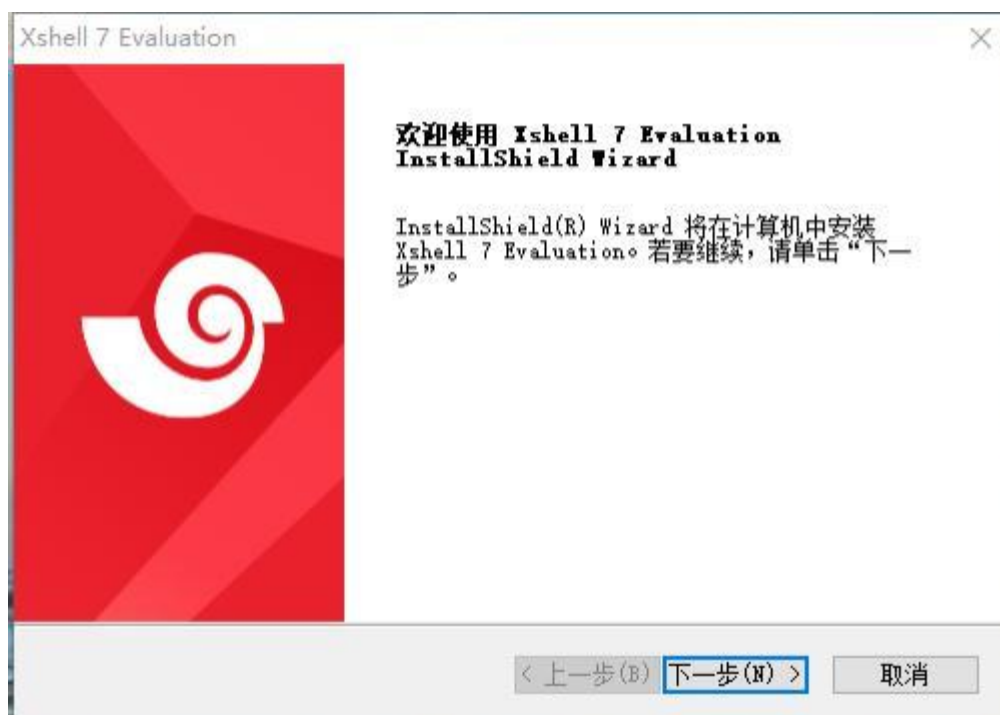 Xshell 7 Evaluation
欢迎使用 Xshell 7 Evaluation
InstallShield Wizard
InstallShield(R) Wizard 将在计算机中安装
Xshell 7 Evaluation。若要继续，请单击“下一
步”。
< 上一步(B) 下一步(N) > 取消